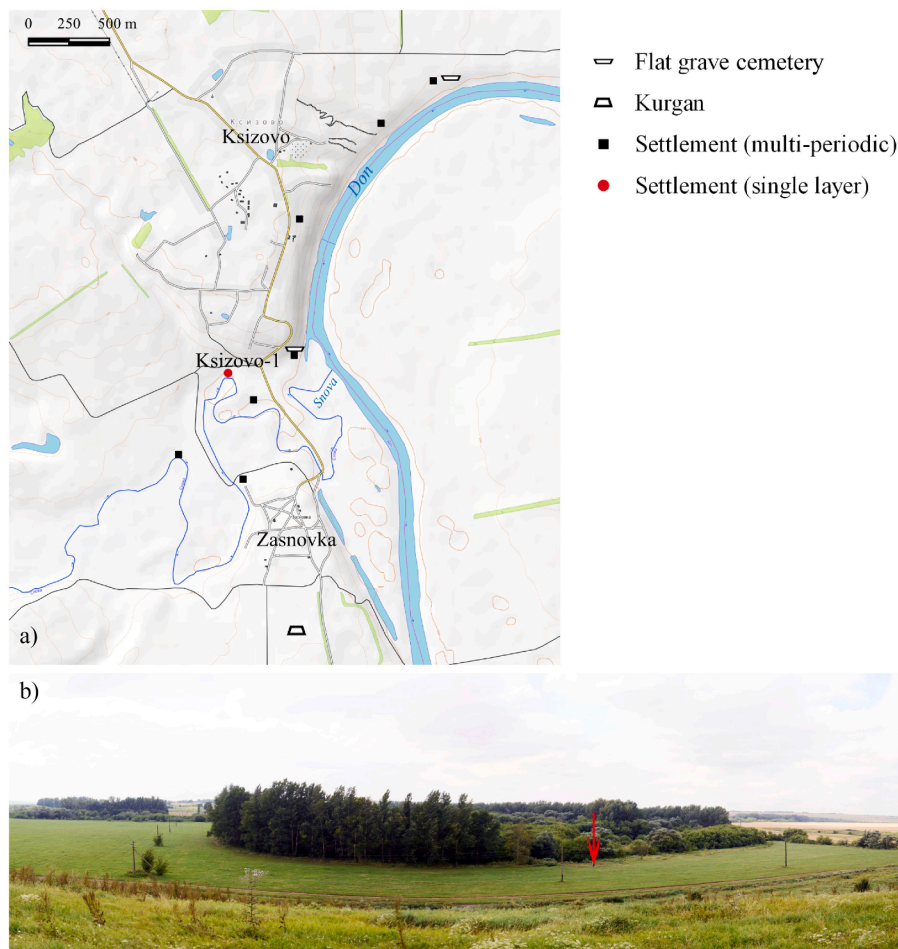 0 250 500 m
Flat grave cemetery
Kurgan
Settlement (multi-periodic)
Settlement (single layer)
Ксизово
Ksizovo
Don
Ksizovo-1
Snova
Zasnovka
a)
b)